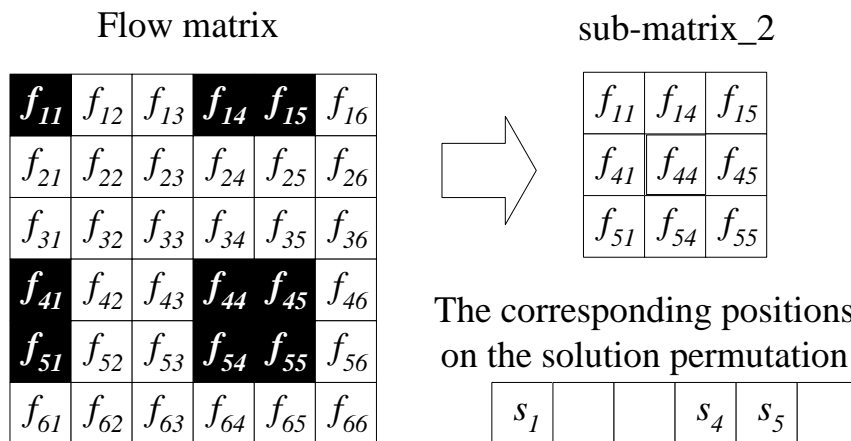 Flow matrix
f11 f12 f13 f14 f15 f16
f21 f22 f23 f24 f25 f26
f31 f32 f33 f34 f35 f36
f41 f42 f43 f44 f45 f46
f51 f52 f53 f54 f55 f56
f61 f62 f63 f64 f65 f66
sub-matrix_2
f11 f14 f15
f41 f44 f45
f51 f54 f55
The corresponding positions
on the solution permutation
s1 s4 s5